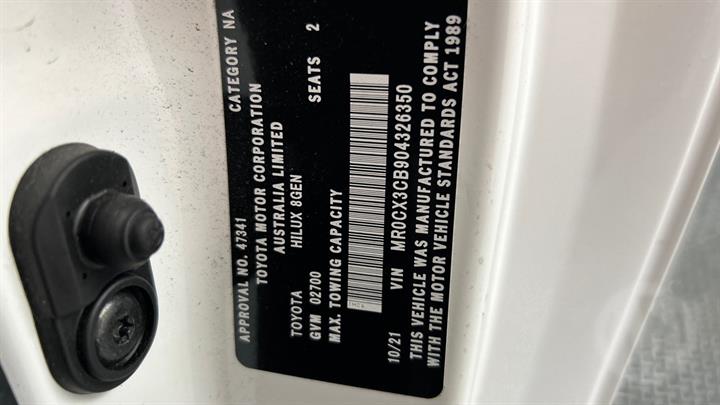 APPROVAL NO. 47341 CATEGORY NA
TOYOTA MOTOR CORPORATION
AUSTRALIA LIMITED
TOYOTA HILUX 8GEN
GVM 02700 SEATS 2
MAX. TOWING CAPACITY
10/21 VIN MR0CX3CB904326350
THIS VEHICLE WAS MANUFACTURED TO COMPLY
WITH THE MOTOR VEHICLE STANDARDS ACT 1989